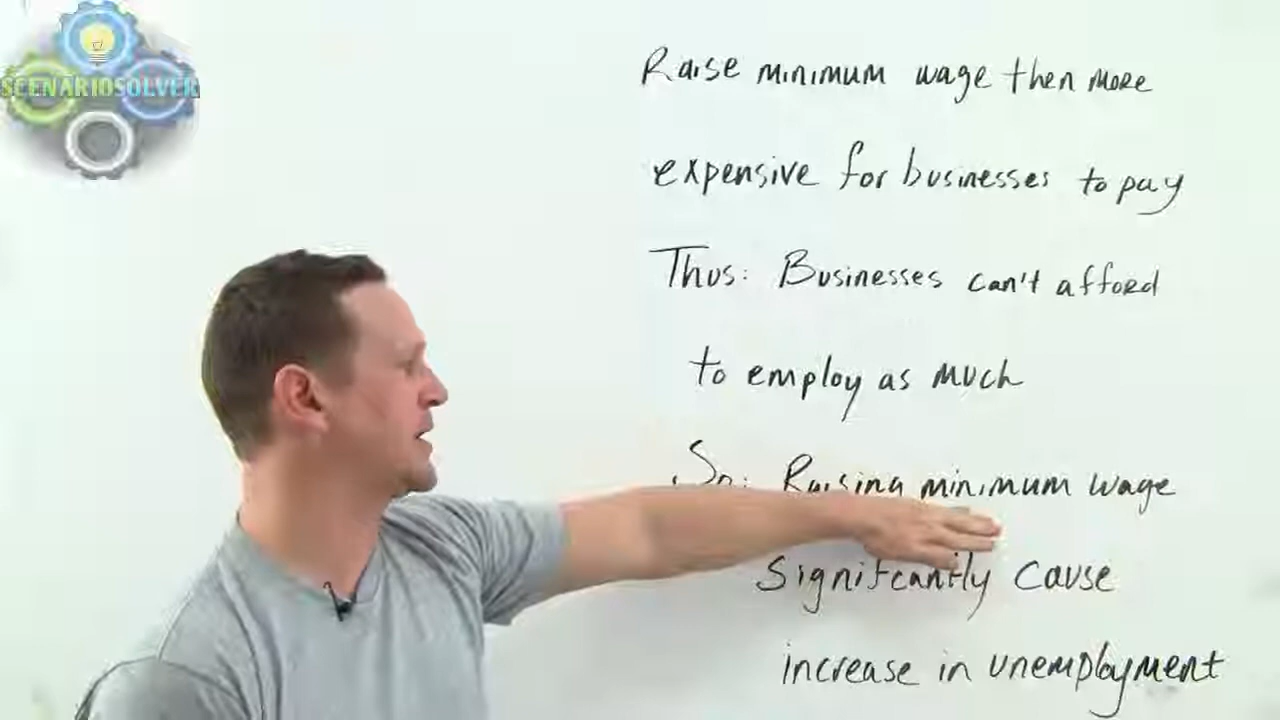 SCENARIOSOLVER
Raise minimum wage then more
expensive for businesses to pay
Thus: Businesses can't afford
to employ as much
So: Raising minimum wage
Significantly cause
increase in unemployment